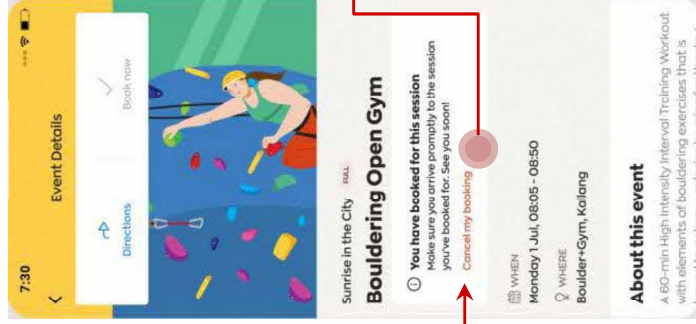 7:30
Event Details
Directions
Book now
Sunrise in the City FULL
Bouldering Open Gym
You have booked for this session
Make sure you arrive promptly to the session
you've booked for. See you soon!
Cancel my booking
WHEN
Monday 1 Jul, 08:05 - 08:50
WHERE
Boulder+Gym, Kalang
About this event
A 60-min High Intensity Interval Training Workout
with elements of bouldering exercises that is